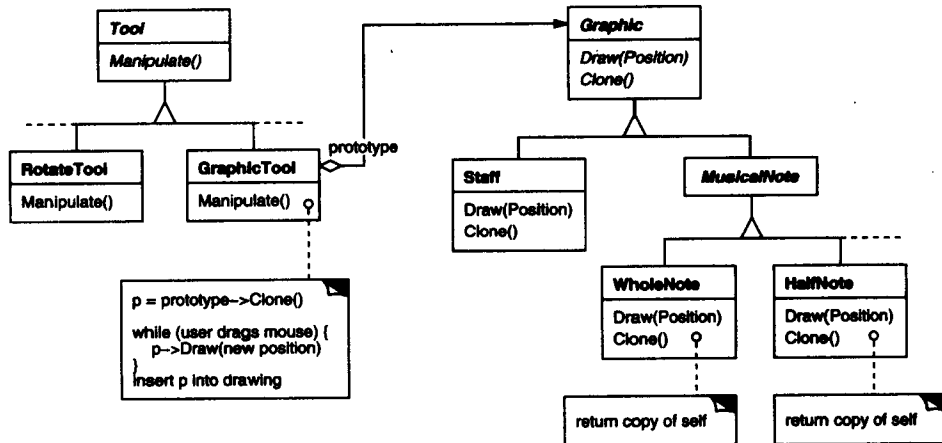 Tool
Manipulate()
RotateTool
Manipulate()
GraphicTool
Manipulate()
prototype
p = prototype->Clone()
while (user drags mouse) {
p->Draw(new position)
}
insert p into drawing
Graphic
Draw(Position)
Clone()
Staff
Draw(Position)
Clone()
MusicalNote
WholeNote
Draw(Position)
Clone()
return copy of self
HalfNote
Draw(Position)
Clone()
return copy of self